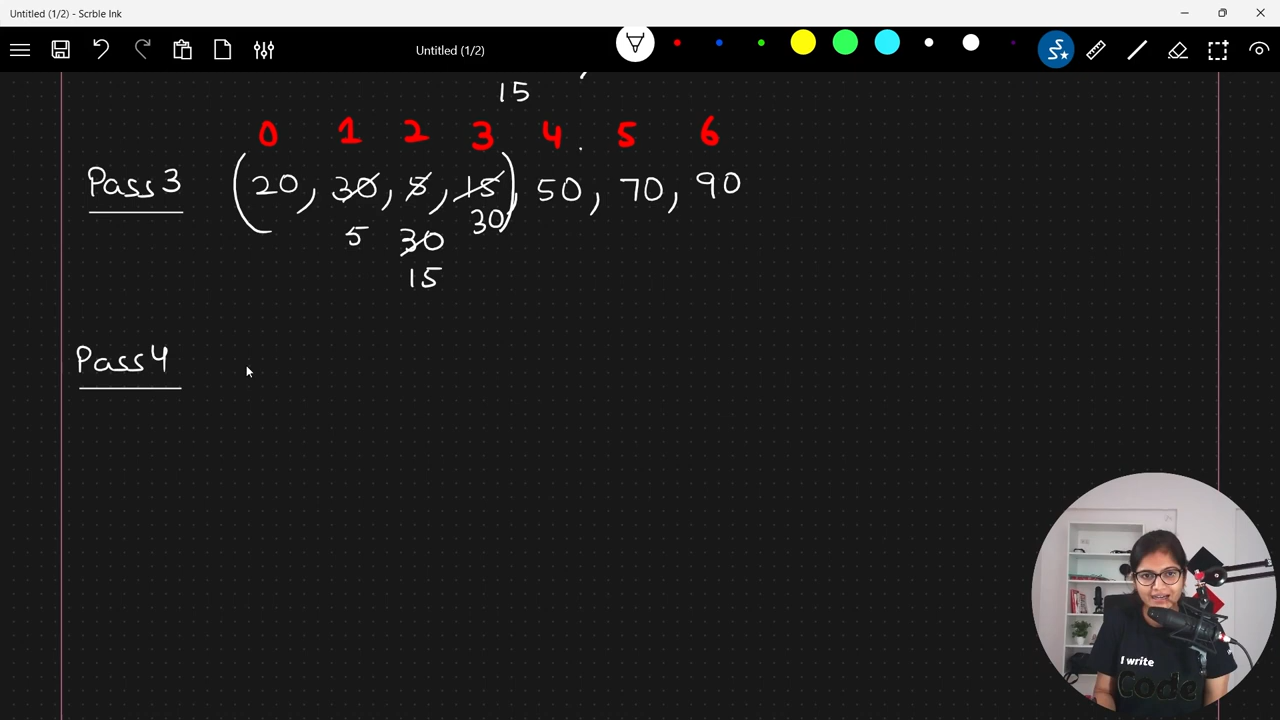 Untitled (1/2) - Scrble Ink
Untitled (1/2)
15
0 1 2 3 4 5 6
Pass 3 (20, 30, 5, 15), 50, 70, 90
5 30 30
15
Pass 4
I write
Code